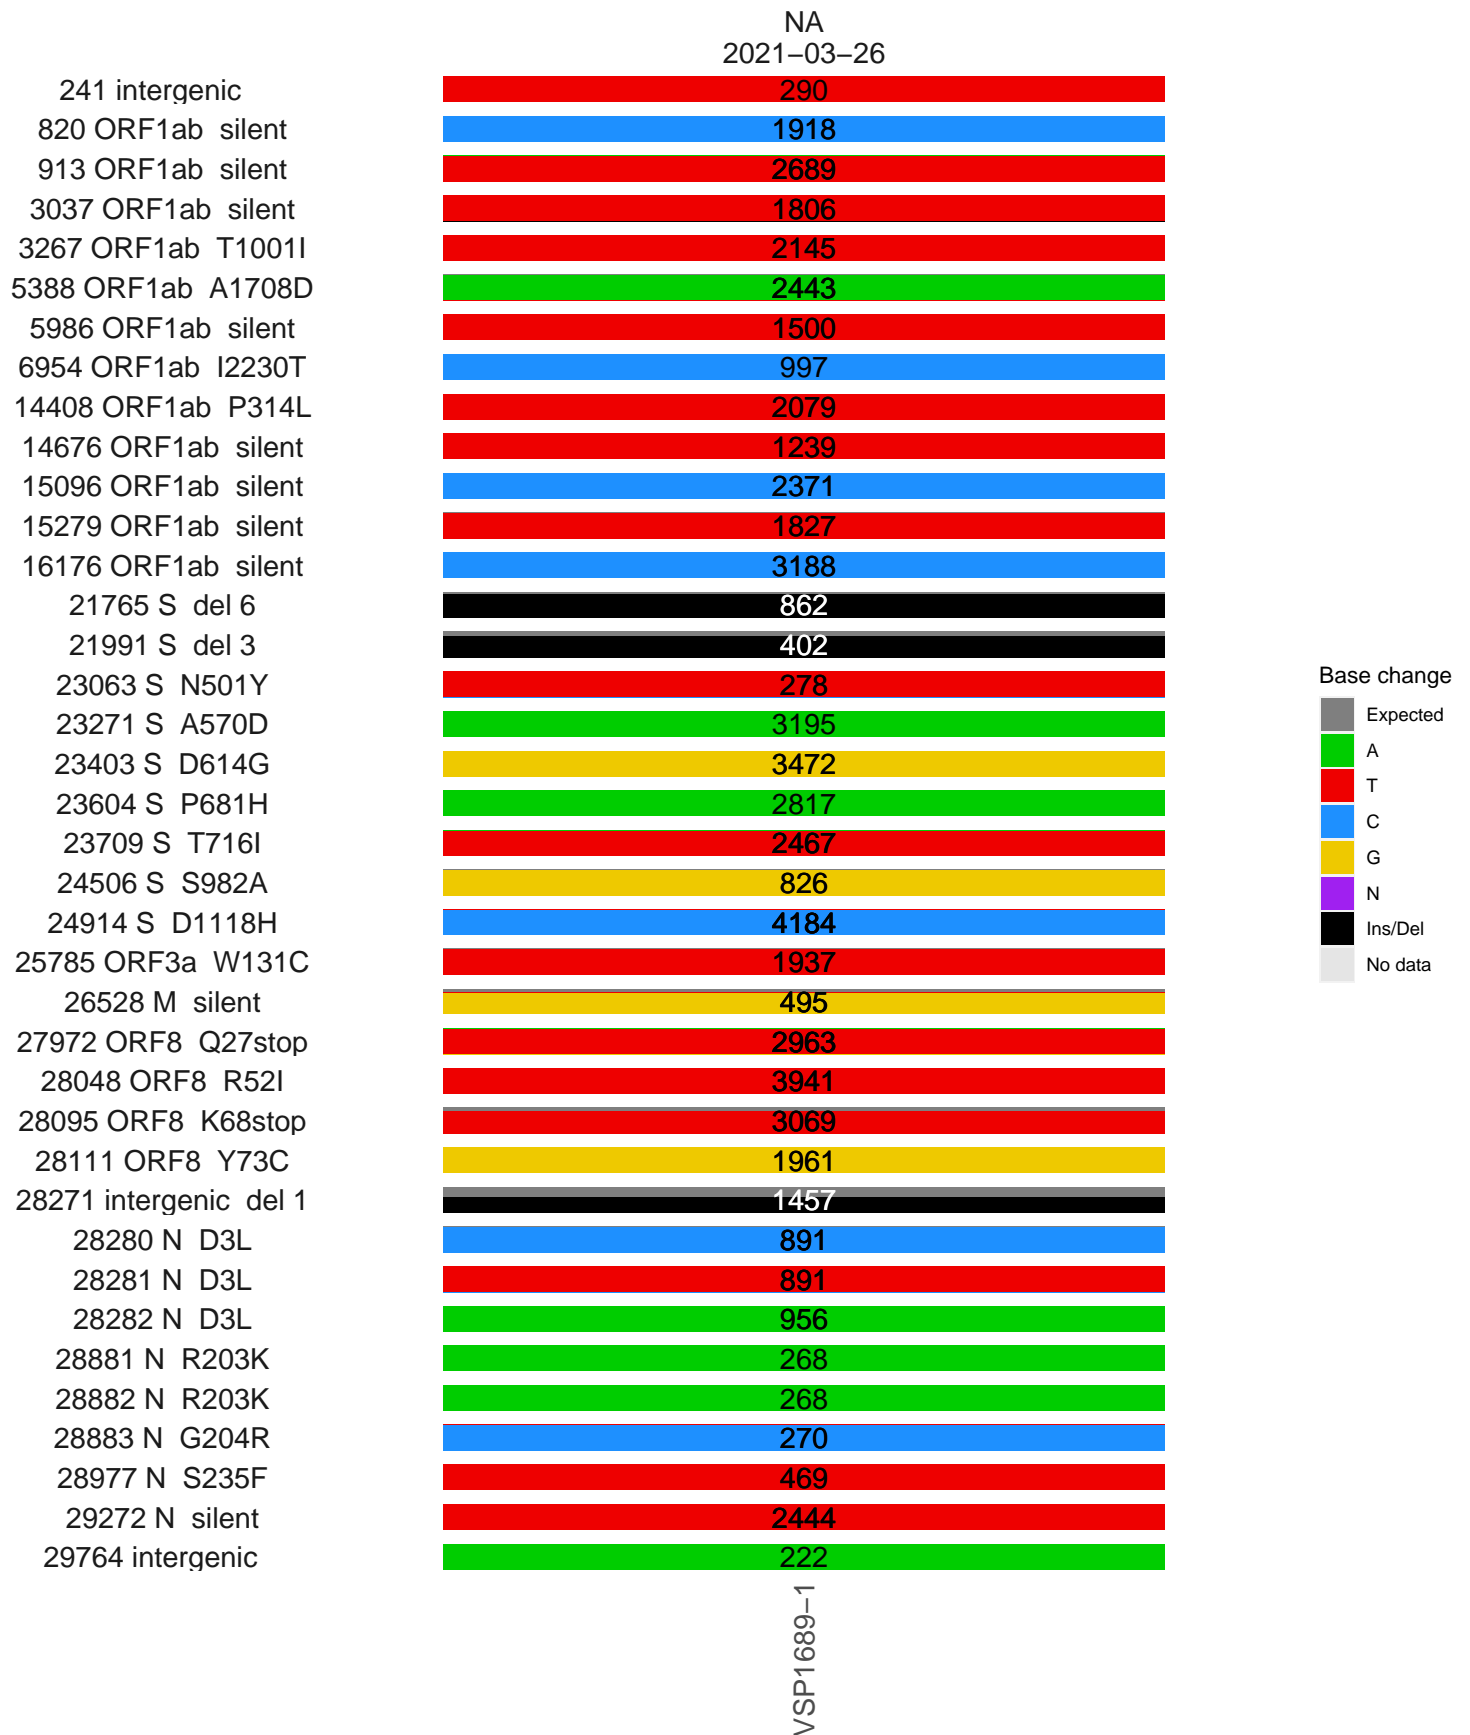 NA
2021−03−26
241 intergenic 290
820 ORF1ab silent 1918
913 ORF1ab silent 2689
3037 ORF1ab silent 1806
3267 ORF1ab T1001I 2145
5388 ORF1ab A1708D 2443
5986 ORF1ab silent 1500
6954 ORF1ab I2230T 997
14408 ORF1ab P314L 2079
14676 ORF1ab silent 1239
15096 ORF1ab silent 2371
15279 ORF1ab silent 1827
16176 ORF1ab silent 3188
21765 S del 6 862
21991 S del 3 402
23063 S N501Y 278
23271 S A570D 3195
23403 S D614G 3472
23604 S P681H 2817
23709 S T716I 2467
24506 S S982A 826
24914 S D1118H 4184
25785 ORF3a W131C 1937
26528 M silent 495
27972 ORF8 Q27stop 2963
28048 ORF8 R52I 3941
28095 ORF8 K68stop 3069
28111 ORF8 Y73C 1961
28271 intergenic del 1 1457
28280 N D3L 891
28281 N D3L 891
28282 N D3L 956
28881 N R203K 268
28882 N R203K 268
28883 N G204R 270
28977 N S235F 469
29272 N silent 2444
29764 intergenic 222
VSP1689−1
Base change
Expected
A
T
C
G
N
Ins/Del
No data